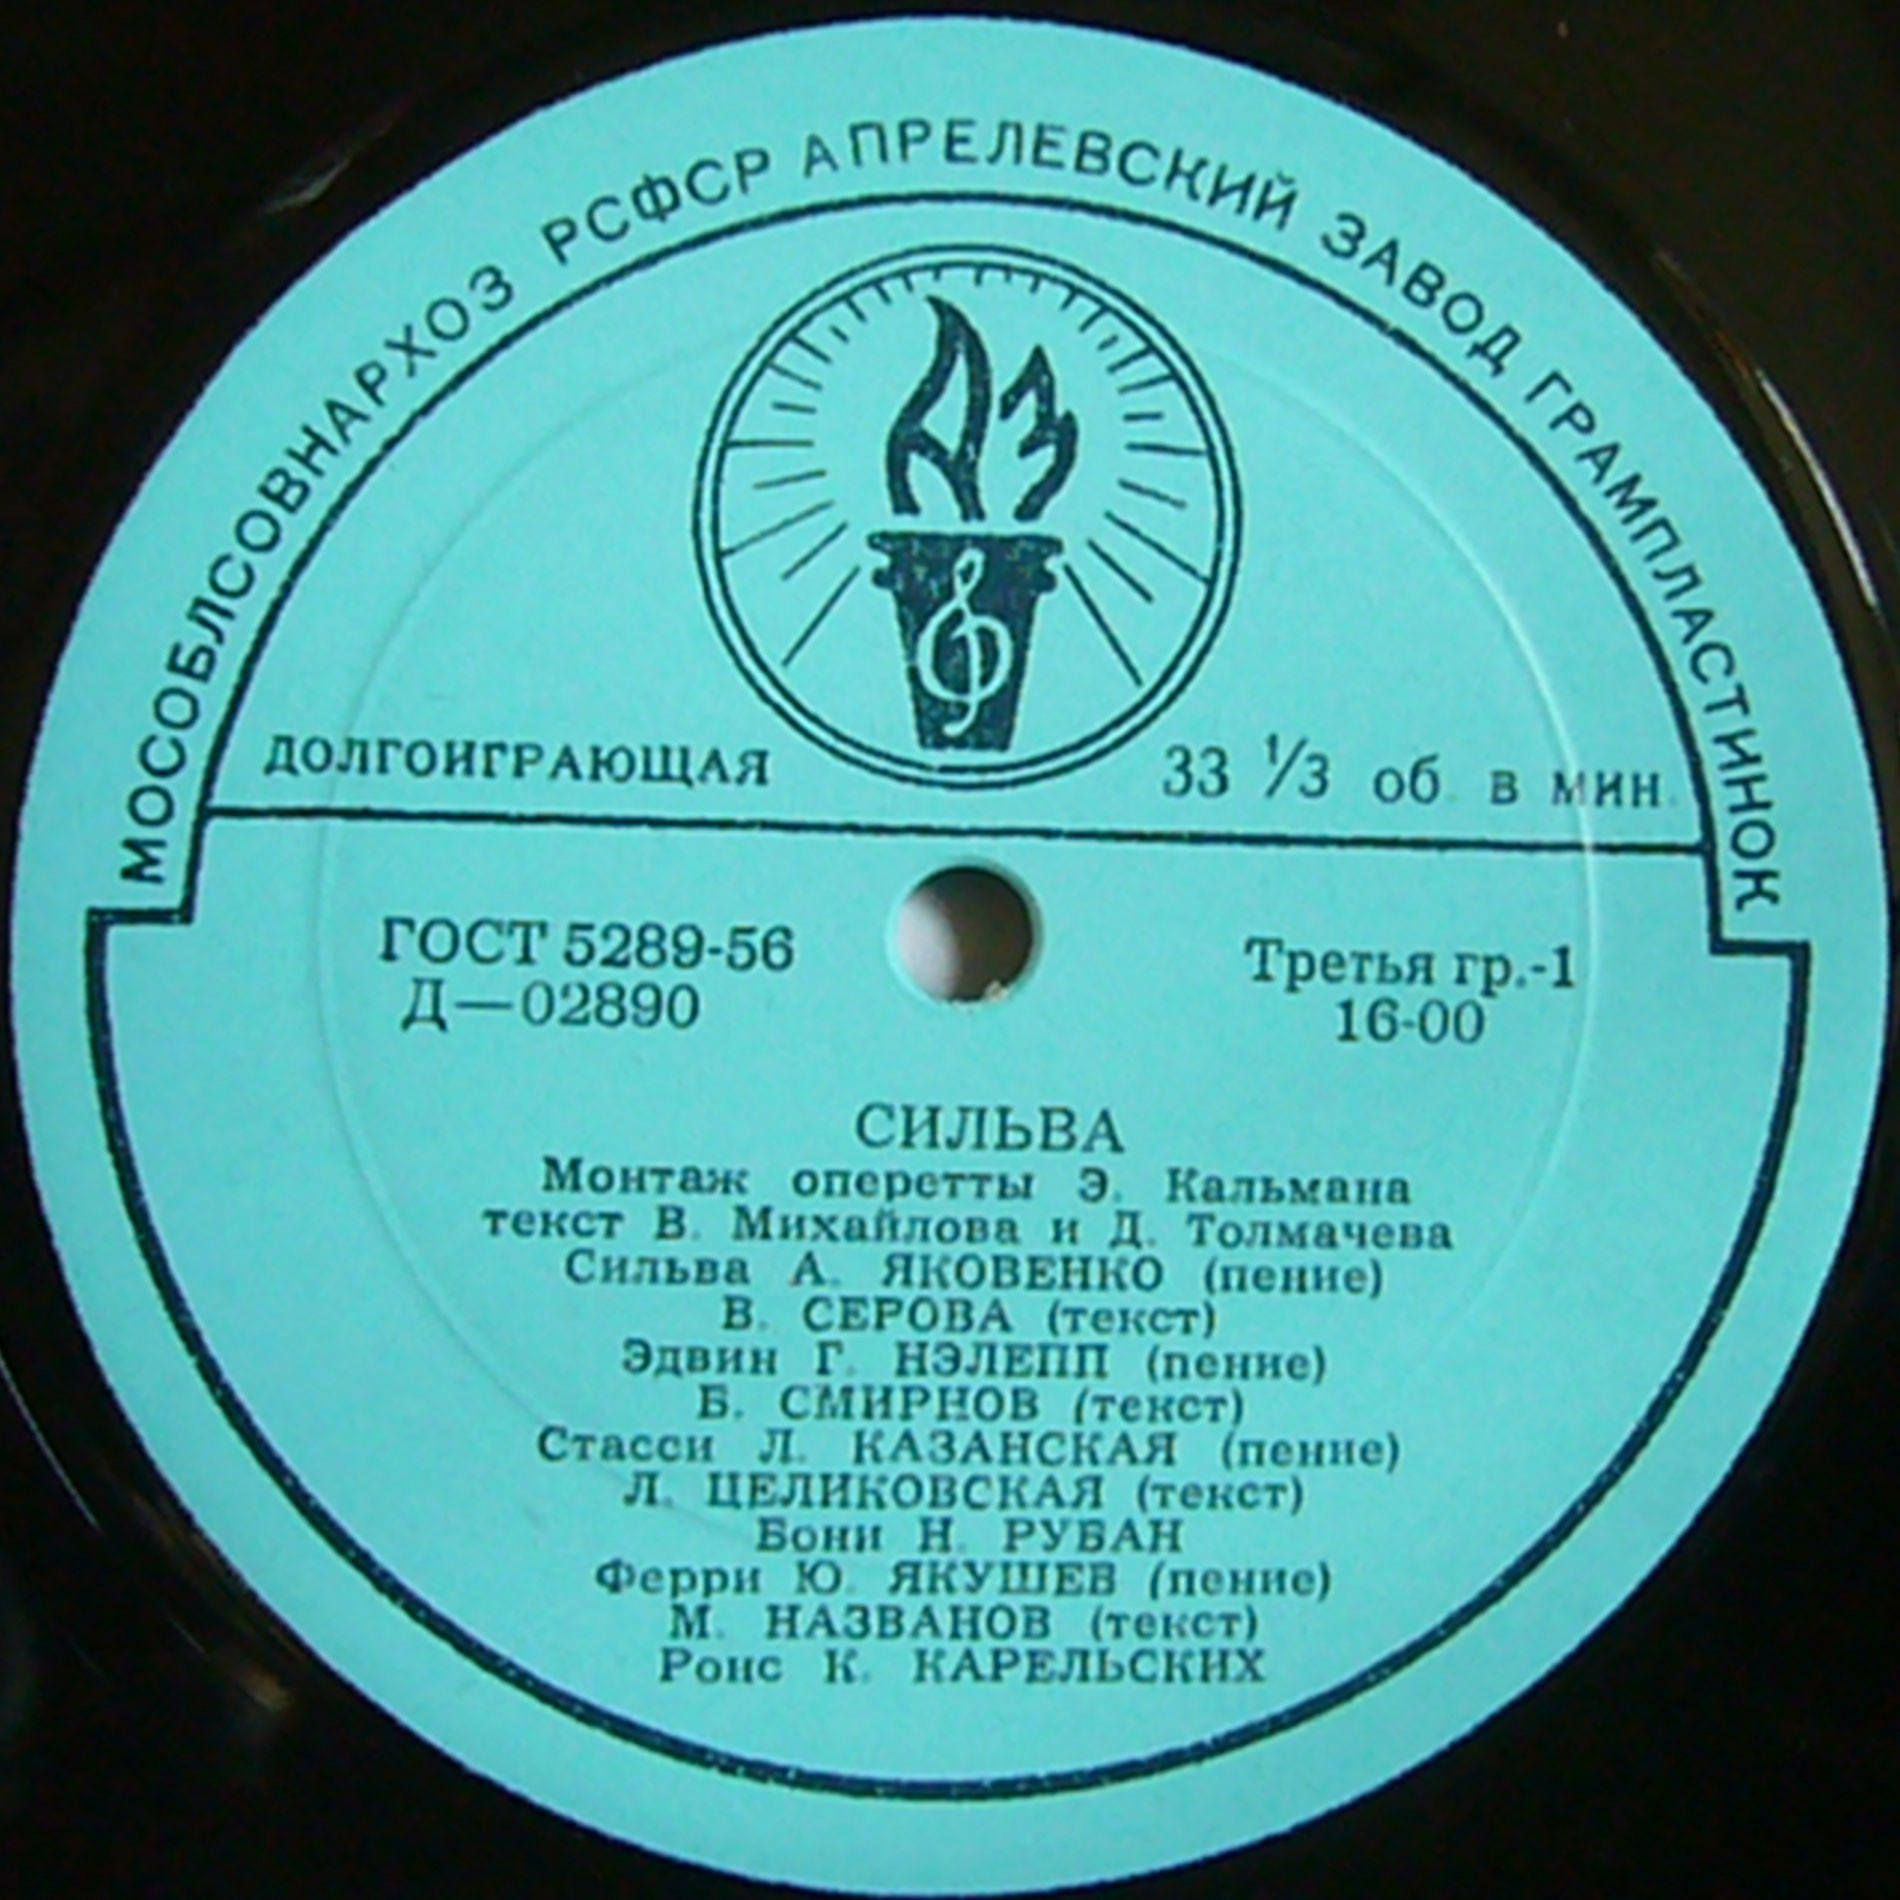 МОСОБЛСОВНАРХОЗ РСФСР АПРЕЛЕВСКИЙ ЗАВОД ГРАМПЛАСТИНОК
АЗ
ДОЛГОИГРАЮЩАЯ 33 1/3 об. в мин.
ГОСТ 5289-56 Третья гр.-1
Д—02890 16-00
СИЛЬВА
Монтаж оперетты Э. Кальмана
текст В. Михайлова и Д. Толмачева
Сильва А. ЯКОВЕНКО (пение)
В. СЕРОВА (текст)
Эдвин Г. НЭЛЕПП (пение)
Б. СМИРНОВ (текст)
Стасси Л. КАЗАНСКАЯ (пение)
Л. ЦЕЛИКОВСКАЯ (текст)
Бони Н. РУБАН
Ферри Ю. ЯКУШЕВ (пение)
М. НАЗВАНОВ (текст)
Ронс К. КАРЕЛЬСКИХ